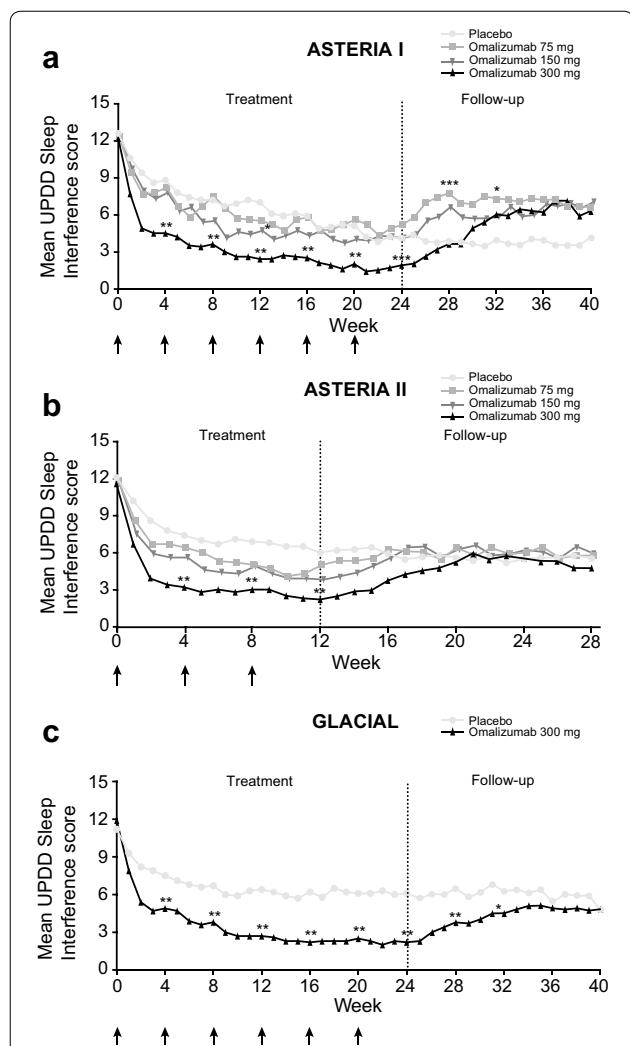 a
ASTERIA I
Placebo
Omalizumab 75 mg
Omalizumab 150 mg
Omalizumab 300 mg
Treatment
Follow-up
Mean UPDD Sleep
Interference score
15
12
9
6
3
0
** ** ** * ** ** *** *** *
0 4 8 12 16 20 24 28 32 36 40
Week
b
ASTERIA II
Placebo
Omalizumab 75 mg
Omalizumab 150 mg
Omalizumab 300 mg
Treatment
Follow-up
Mean UPDD Sleep
Interference score
15
12
9
6
3
0
** ** **
0 4 8 12 16 20 24 28
Week
c
GLACIAL
Placebo
Omalizumab 300 mg
Treatment
Follow-up
Mean UPDD Sleep
Interference score
15
12
9
6
3
0
** ** ** ** ** ** ** *
0 4 8 12 16 20 24 28 32 36 40
Week